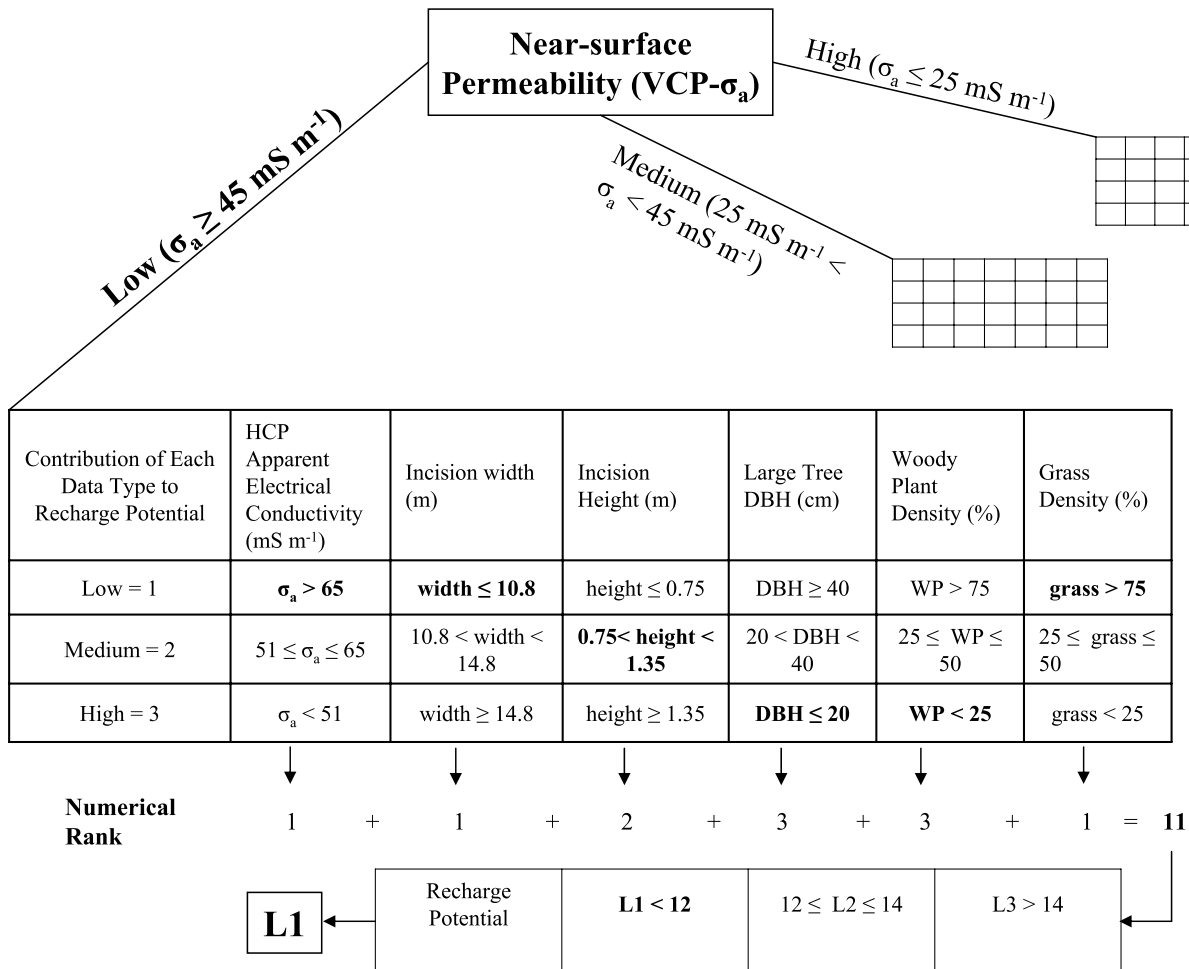 Near-surface
Permeability (VCP-σa)
High (σa ≤ 25 mS m-1)
Medium (25 mS m-1 <
σa < 45 mS m-1)
Low (σa ≥ 45 mS m-1)
Contribution of Each
Data Type to
Recharge Potential
HCP
Apparent
Electrical
Conductivity
(mS m-1)
Incision width
(m)
Incision
Height (m)
Large Tree
DBH (cm)
Woody
Plant
Density (%)
Grass
Density (%)
Low = 1
σa > 65
width ≤ 10.8
height ≤ 0.75
DBH ≥ 40
WP > 75
grass > 75
Medium = 2
51 ≤ σa ≤ 65
10.8 < width <
14.8
0.75< height <
1.35
20 < DBH <
40
25 ≤ WP ≤
50
25 ≤ grass ≤
50
High = 3
σa < 51
width ≥ 14.8
height ≥ 1.35
DBH ≤ 20
WP < 25
grass < 25
Numerical
Rank
1 + 1 + 2 + 3 + 3 + 1 = 11
L1
Recharge
Potential
L1 < 12
12 ≤ L2 ≤ 14
L3 > 14